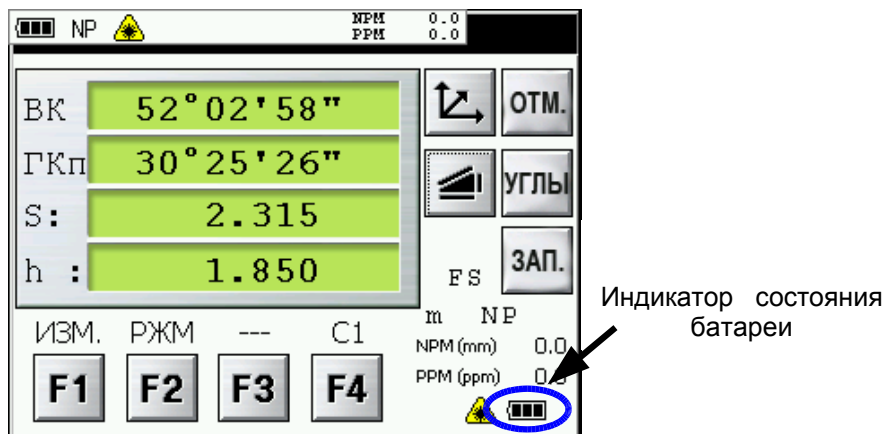 NP NPM 0.0
PPM 0.0
ВК 52°02'58"
ГКп 30°25'26"
S: 2.315
h : 1.850
ОТМ.
УГЛЫ
ЗАП.
FS
m NP
NPM (mm) 0.0
PPM (ppm) 0.0
ИЗМ. РЖМ --- С1
F1 F2 F3 F4
Индикатор состояния
батареи